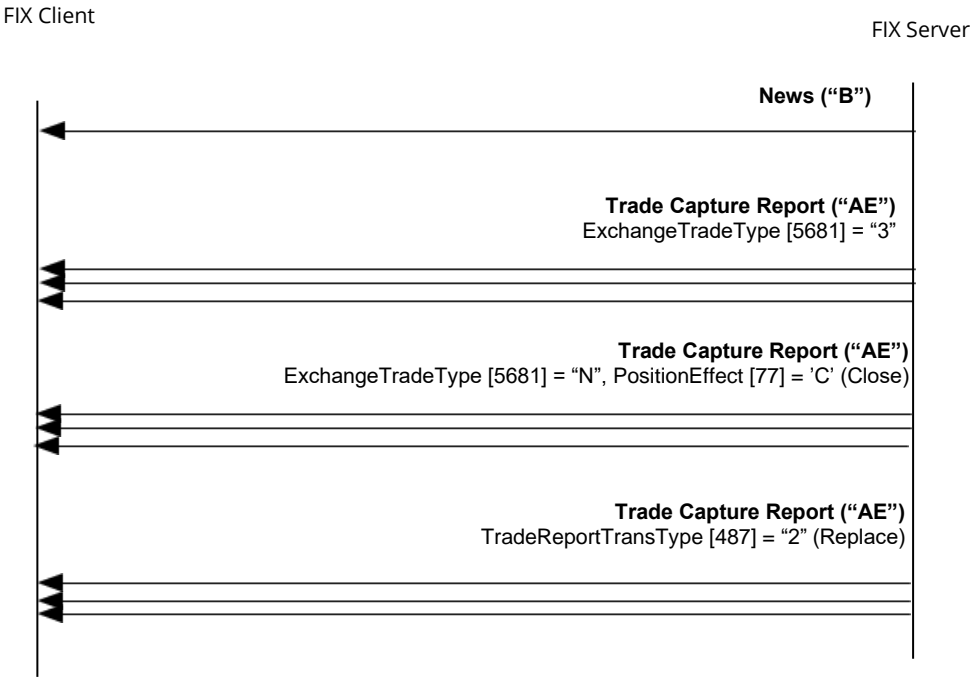 FIX Client
FIX Server
News (“B”)
Trade Capture Report (“AE”)
ExchangeTradeType [5681] = “3”
Trade Capture Report (“AE”)
ExchangeTradeType [5681] = “N”, PositionEffect [77] = ’C’ (Close)
Trade Capture Report (“AE”)
TradeReportTransType [487] = “2” (Replace)